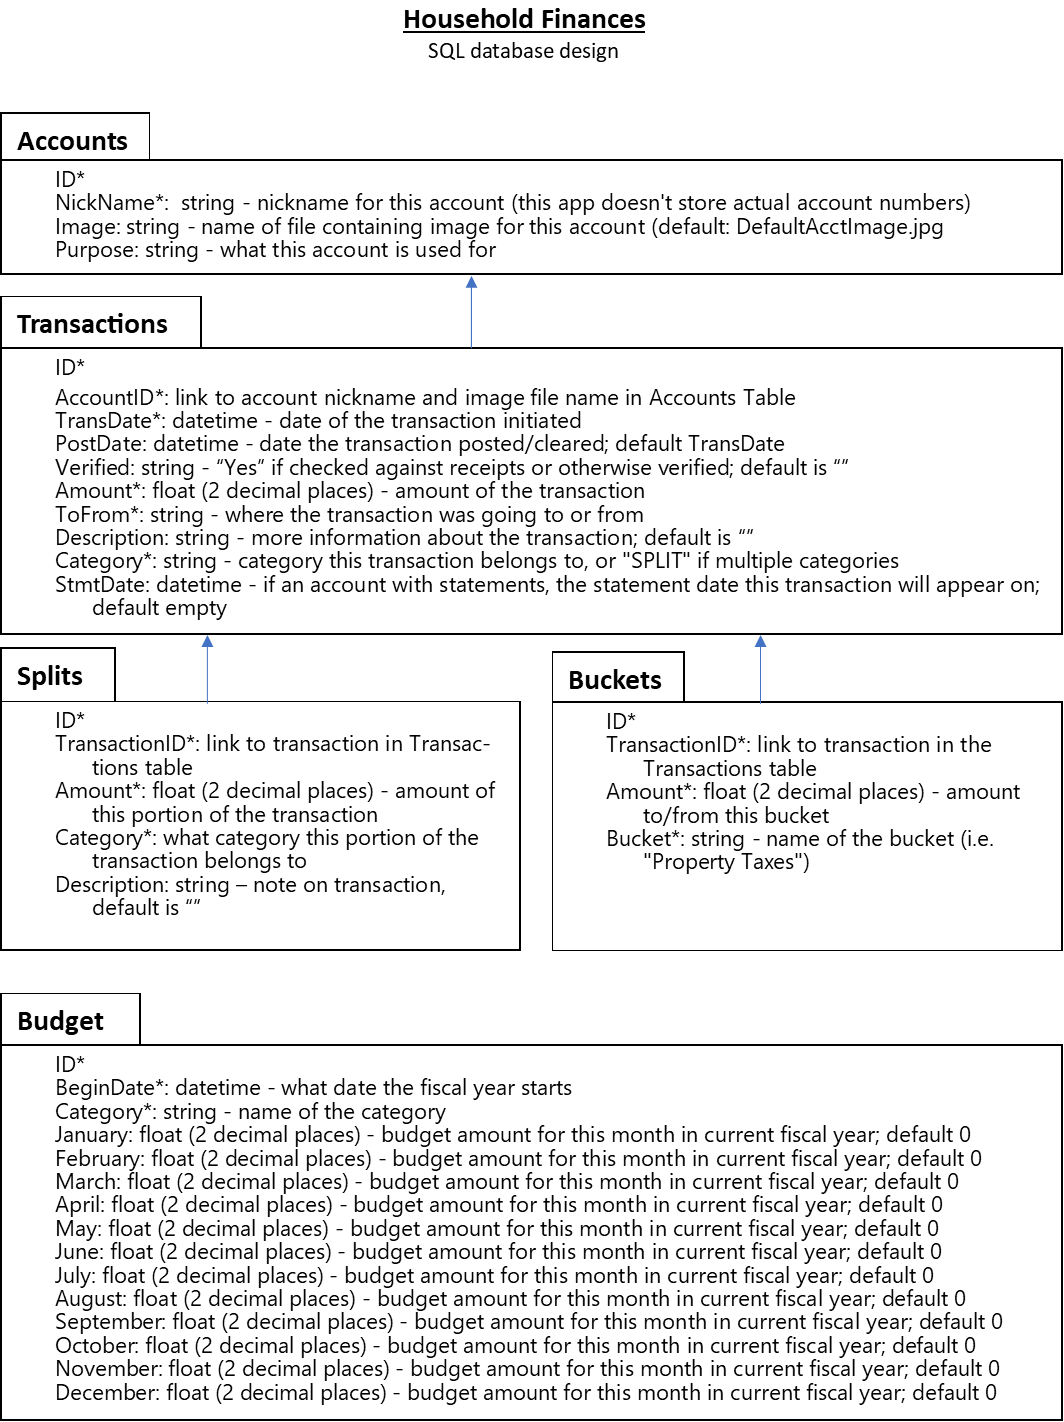 Household Finances
SQL database design
Accounts
ID*
NickName*:  string - nickname for this account (this app doesn't store actual account numbers)
Image: string - name of file containing image for this account (default: DefaultAcctImage.jpg
Purpose: string - what this account is used for
Transactions
ID*
AccountID*: link to account nickname and image file name in Accounts Table
TransDate*: datetime - date of the transaction initiated
PostDate: datetime - date the transaction posted/cleared; default TransDate
Verified: string - “Yes” if checked against receipts or otherwise verified; default is “”
Amount*: float (2 decimal places) - amount of the transaction
ToFrom*: string - where the transaction was going to or from
Description: string - more information about the transaction; default is “”
Category*: string - category this transaction belongs to, or "SPLIT" if multiple categories
StmtDate: datetime - if an account with statements, the statement date this transaction will appear on;
default empty
Splits
ID*
TransactionID*: link to transaction in Transac-
tions table
Amount*: float (2 decimal places) - amount of
this portion of the transaction
Category*: what category this portion of the
transaction belongs to
Description: string – note on transaction,
default is “”
Buckets
ID*
TransactionID*: link to transaction in the
Transactions table
Amount*: float (2 decimal places) - amount
to/from this bucket
Bucket*: string - name of the bucket (i.e.
"Property Taxes")
Budget
ID*
BeginDate*: datetime - what date the fiscal year starts
Category*: string - name of the category
January: float (2 decimal places) - budget amount for this month in current fiscal year; default 0
February: float (2 decimal places) - budget amount for this month in current fiscal year; default 0
March: float (2 decimal places) - budget amount for this month in current fiscal year; default 0
April: float (2 decimal places) - budget amount for this month in current fiscal year; default 0
May: float (2 decimal places) - budget amount for this month in current fiscal year; default 0
June: float (2 decimal places) - budget amount for this month in current fiscal year; default 0
July: float (2 decimal places) - budget amount for this month in current fiscal year; default 0
August: float (2 decimal places) - budget amount for this month in current fiscal year; default 0
September: float (2 decimal places) - budget amount for this month in current fiscal year; default 0
October: float (2 decimal places) - budget amount for this month in current fiscal year; default 0
November: float (2 decimal places) - budget amount for this month in current fiscal year; default 0
December: float (2 decimal places) - budget amount for this month in current fiscal year; default 0